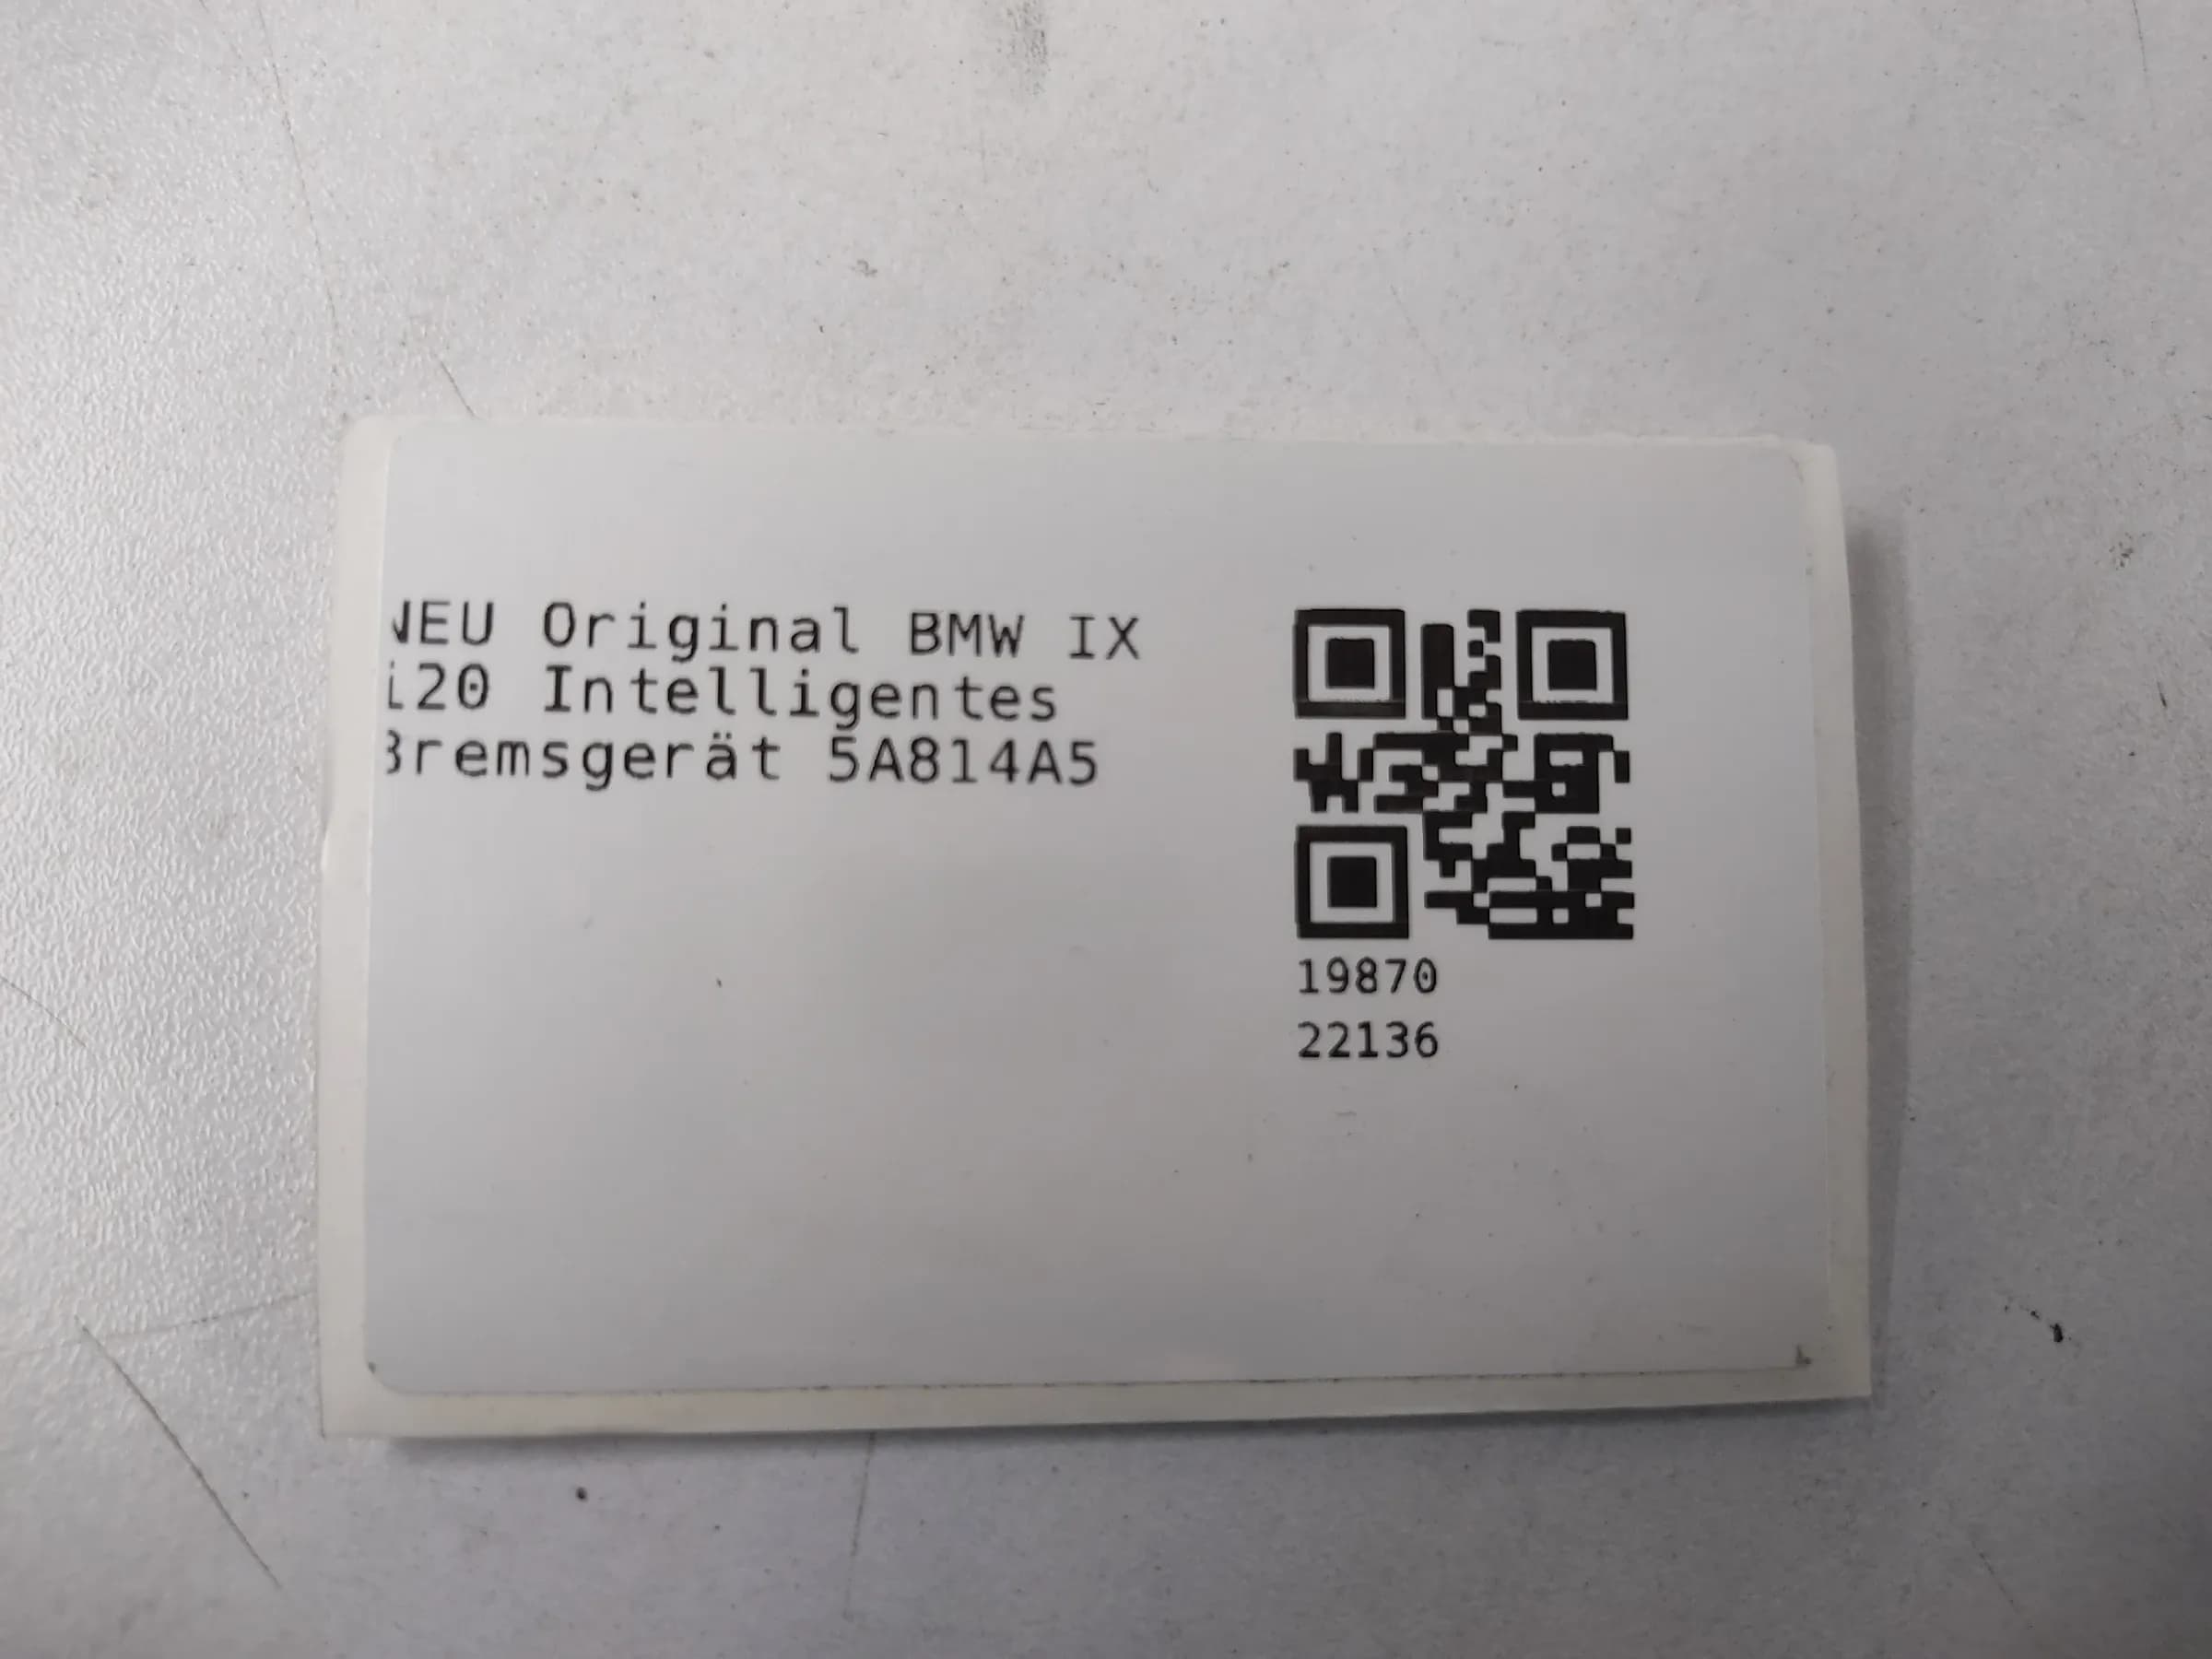 NEU Original BMW IX
i20 Intelligentes
Bremsgerät 5A814A5
19870
22136